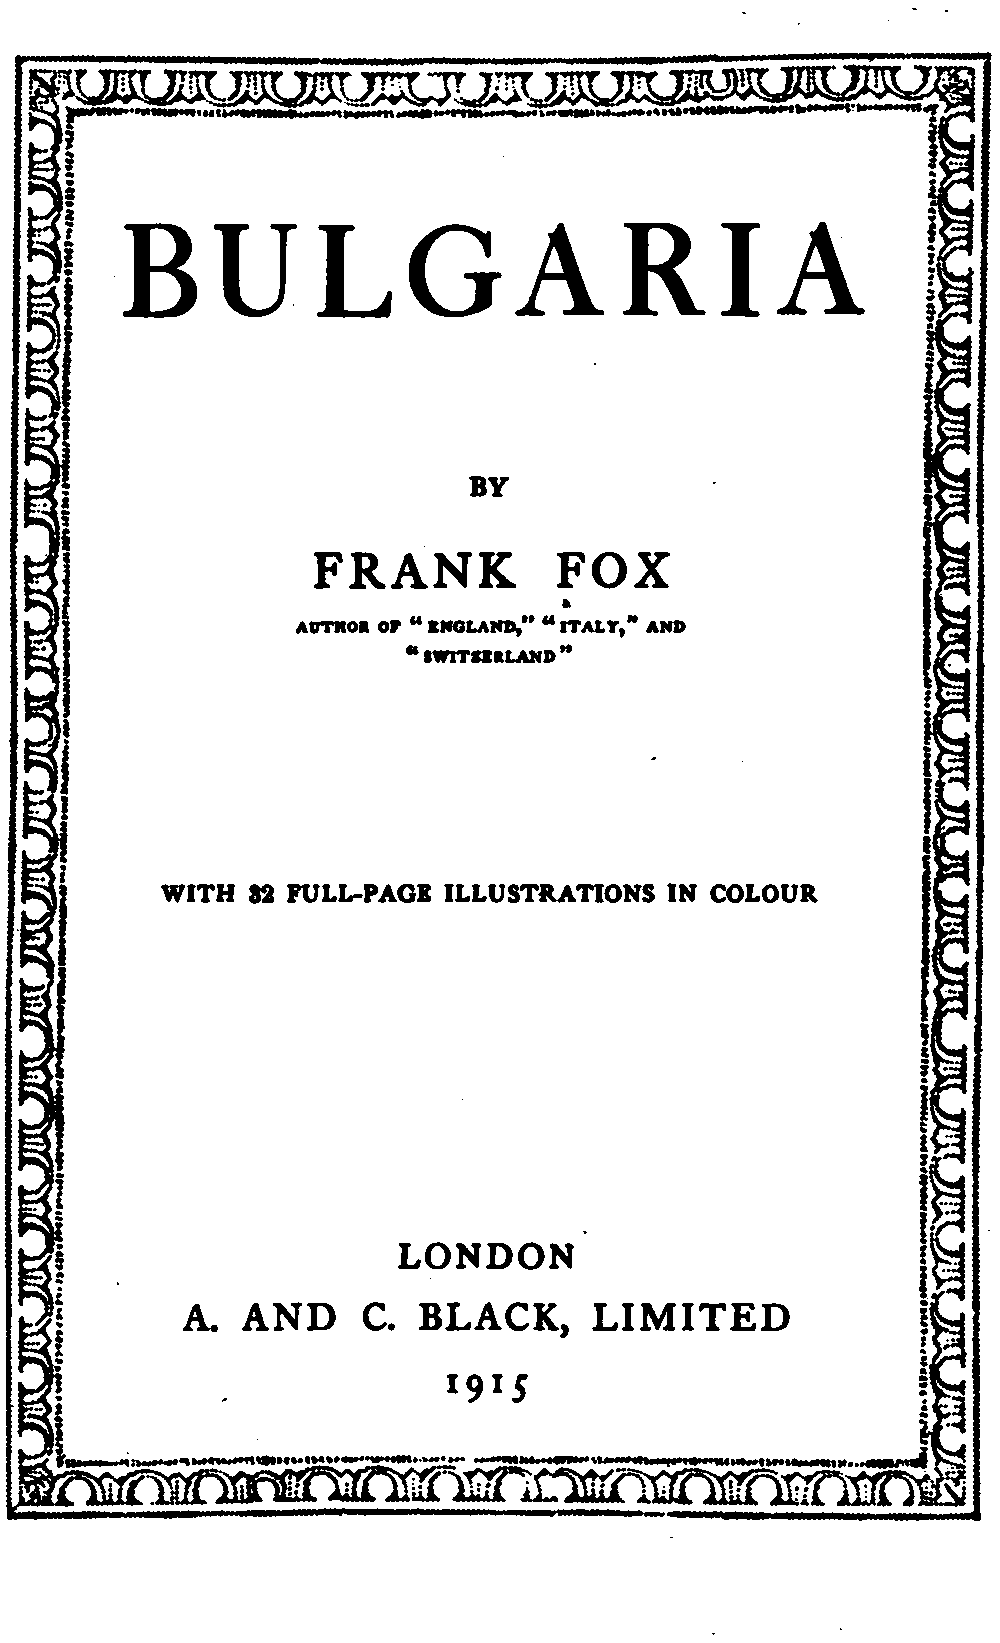 BULGARIA
BY
FRANK FOX
AUTHOR OF "ENGLAND," "ITALY," AND
"SWITZERLAND"
WITH 32 FULL-PAGE ILLUSTRATIONS IN COLOUR
LONDON
A. AND C. BLACK, LIMITED
1915